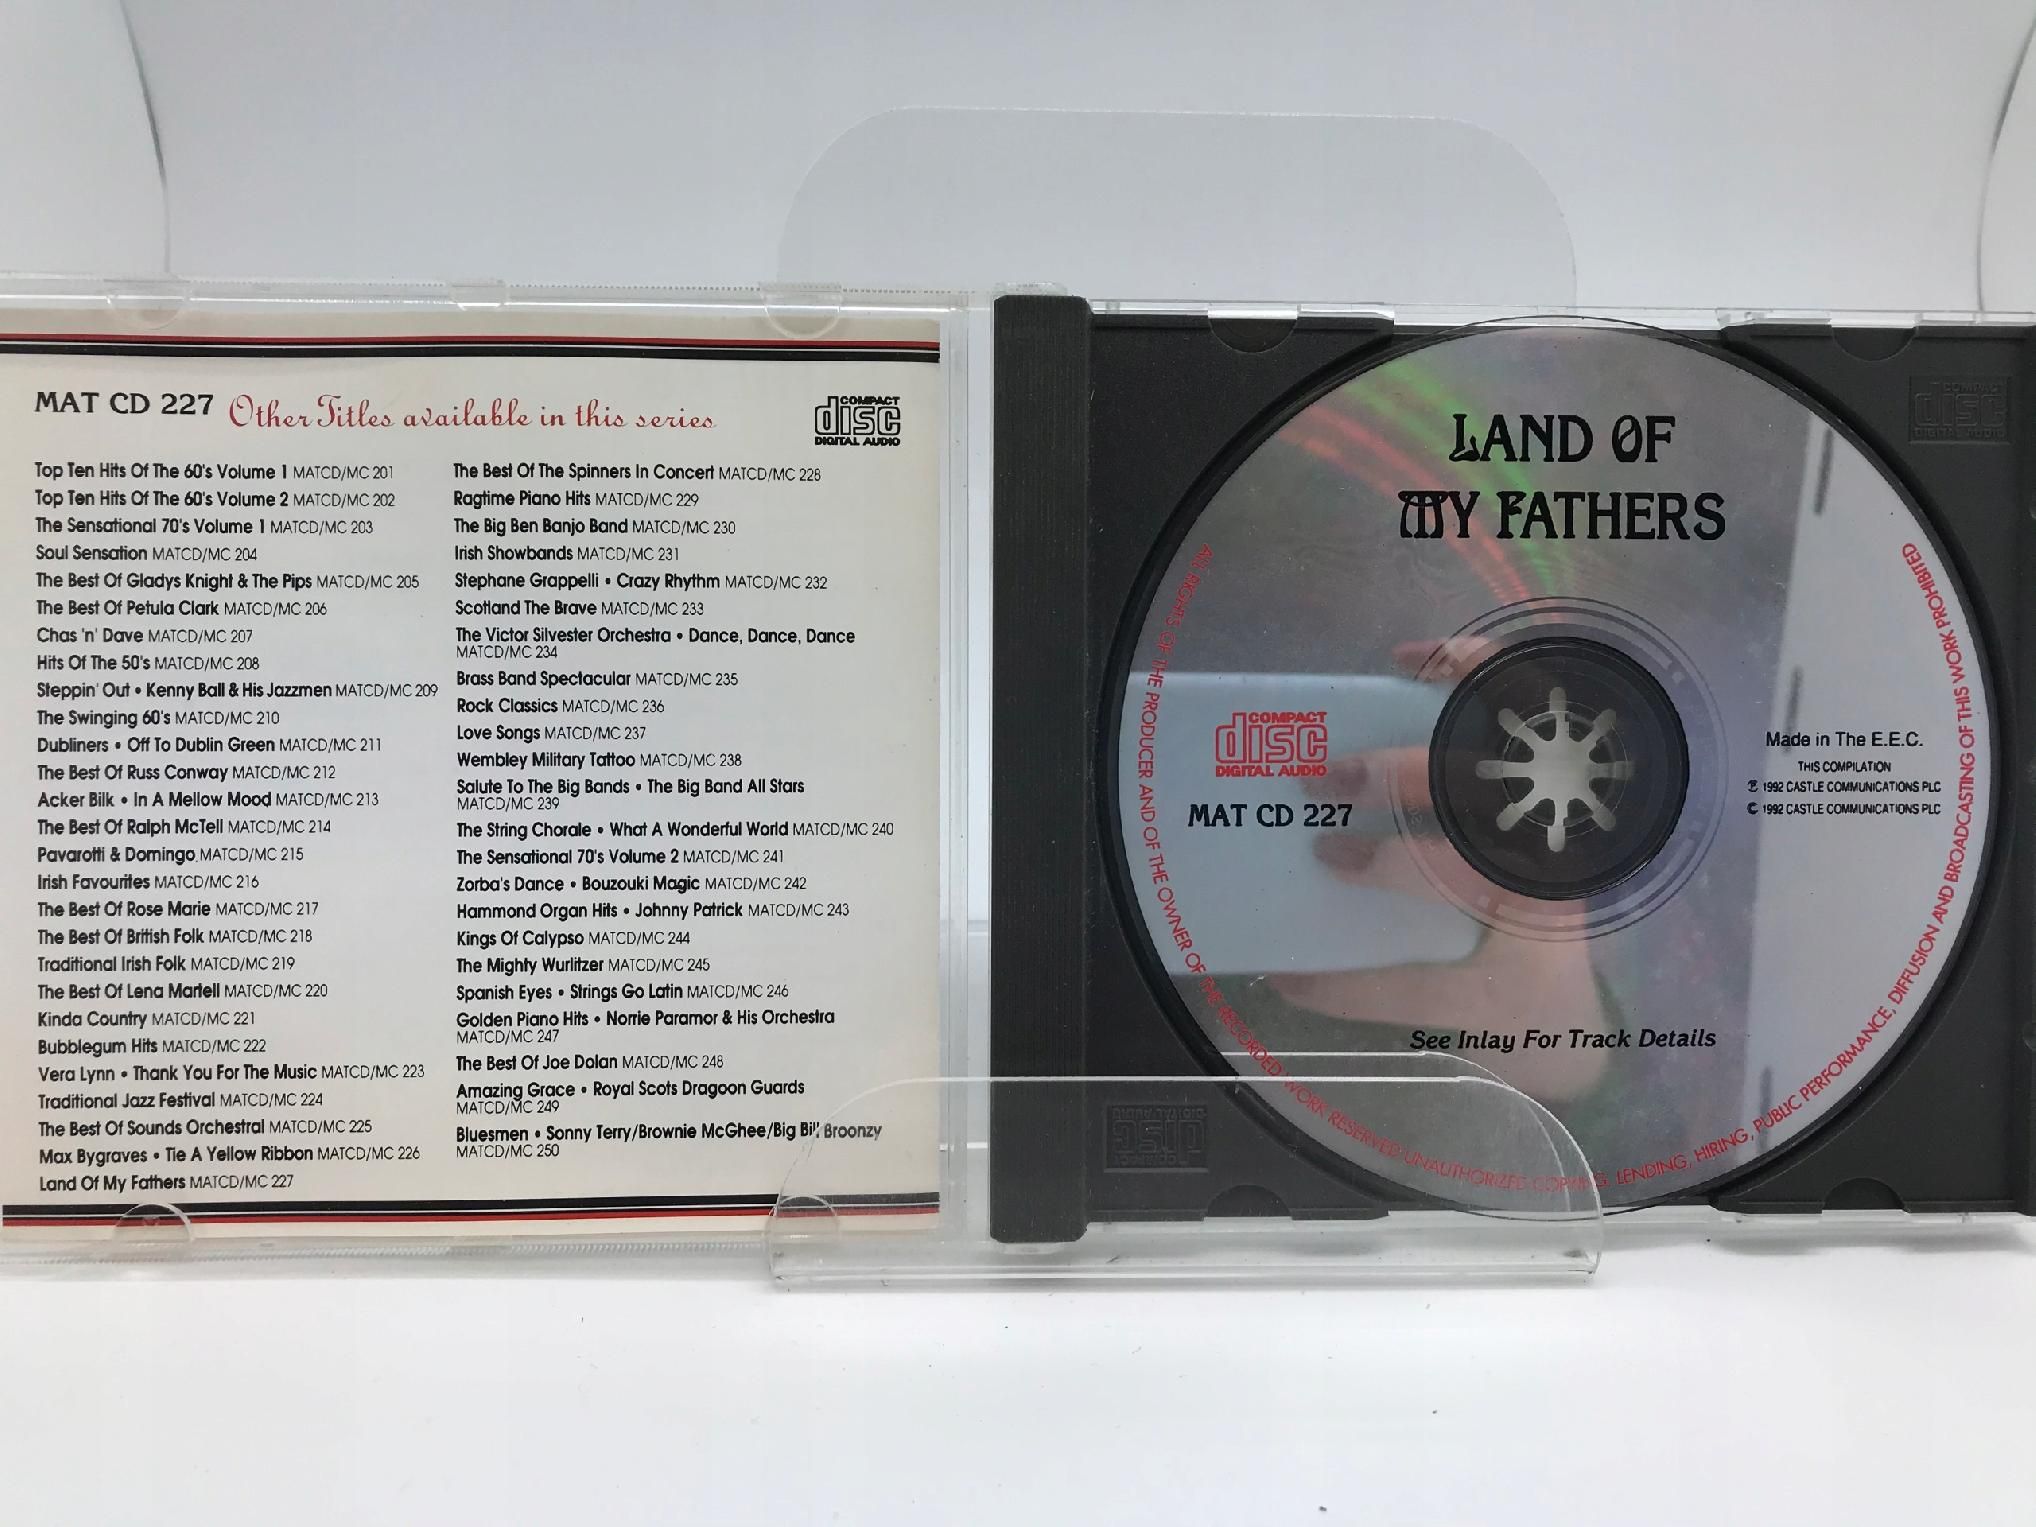 MAT CD 227 Other Titles available in this series
COMPACT
disc
DIGITAL AUDIO
Top Ten Hits Of The 60's Volume 1 MATCD/MC 201
Top Ten Hits Of The 60's Volume 2 MATCD/MC 202
The Sensational 70's Volume 1 MATCD/MC 203
Soul Sensation MATCD/MC 204
The Best Of Gladys Knight & The Pips MATCD/MC 205
The Best Of Petula Clark MATCD/MC 206
Chas 'n' Dave MATCD/MC 207
Hits Of The 50's MATCD/MC 208
Steppin' Out • Kenny Ball & His Jazzmen MATCD/MC 209
The Swinging 60's MATCD/MC 210
Dubliners • Off To Dublin Green MATCD/MC 211
The Best Of Russ Conway MATCD/MC 212
Acker Bilk • In A Mellow Mood MATCD/MC 213
The Best Of Ralph McTell MATCD/MC 214
Pavarotti & Domingo MATCD/MC 215
Irish Favourites MATCD/MC 216
The Best Of Rose Marie MATCD/MC 217
The Best Of British Folk MATCD/MC 218
Traditional Irish Folk MATCD/MC 219
The Best Of Lena Martell MATCD/MC 220
Kinda Country MATCD/MC 221
Bubblegum Hits MATCD/MC 222
Vera Lynn • Thank You For The Music MATCD/MC 223
Traditional Jazz Festival MATCD/MC 224
The Best Of Sounds Orchestral MATCD/MC 225
Max Bygraves • Tie A Yellow Ribbon MATCD/MC 226
Land Of My Fathers MATCD/MC 227
The Best Of The Spinners In Concert MATCD/MC 228
Ragtime Piano Hits MATCD/MC 229
The Big Ben Banjo Band MATCD/MC 230
Irish Showbands MATCD/MC 231
Stephane Grappelli • Crazy Rhythm MATCD/MC 232
Scotland The Brave MATCD/MC 233
The Victor Silvester Orchestra • Dance, Dance, Dance
MATCD/MC 234
Brass Band Spectacular MATCD/MC 235
Rock Classics MATCD/MC 236
Love Songs MATCD/MC 237
Wembley Military Tattoo MATCD/MC 238
Salute To The Big Bands • The Big Band All Stars
MATCD/MC 239
The String Chorale • What A Wonderful World MATCD/MC 240
The Sensational 70's Volume 2 MATCD/MC 241
Zorba's Dance • Bouzouki Magic MATCD/MC 242
Hammond Organ Hits • Johnny Patrick MATCD/MC 243
Kings Of Calypso MATCD/MC 244
The Mighty Wurlitzer MATCD/MC 245
Spanish Eyes • Strings Go Latin MATCD/MC 246
Golden Piano Hits • Norrie Paramor & His Orchestra
MATCD/MC 247
The Best Of Joe Dolan MATCD/MC 248
Amazing Grace • Royal Scots Dragoon Guards
MATCD/MC 249
Bluesmen • Sonny Terry/Brownie McGhee/Big Bill Broonzy
MATCD/MC 250
LAND OF
MY FATHERS
COMPACT
disc
DIGITAL AUDIO
MAT CD 227
Made in The E.E.C.
THIS COMPILATION
℗ 1992 CASTLE COMMUNICATIONS PLC
© 1992 CASTLE COMMUNICATIONS PLC
See Inlay For Track Details
ALL RIGHTS OF THE PRODUCER AND OF THE OWNER OF THE RECORDED WORK RESERVED UNAUTHORIZED COPYING, LENDING, HIRING, PUBLIC PERFORMANCE, DIFFUSION AND BROADCASTING OF THIS WORK PROHIBITED
COMPACT
disc
DIGITAL AUDIO
COMPACT
disc
DIGITAL AUDIO